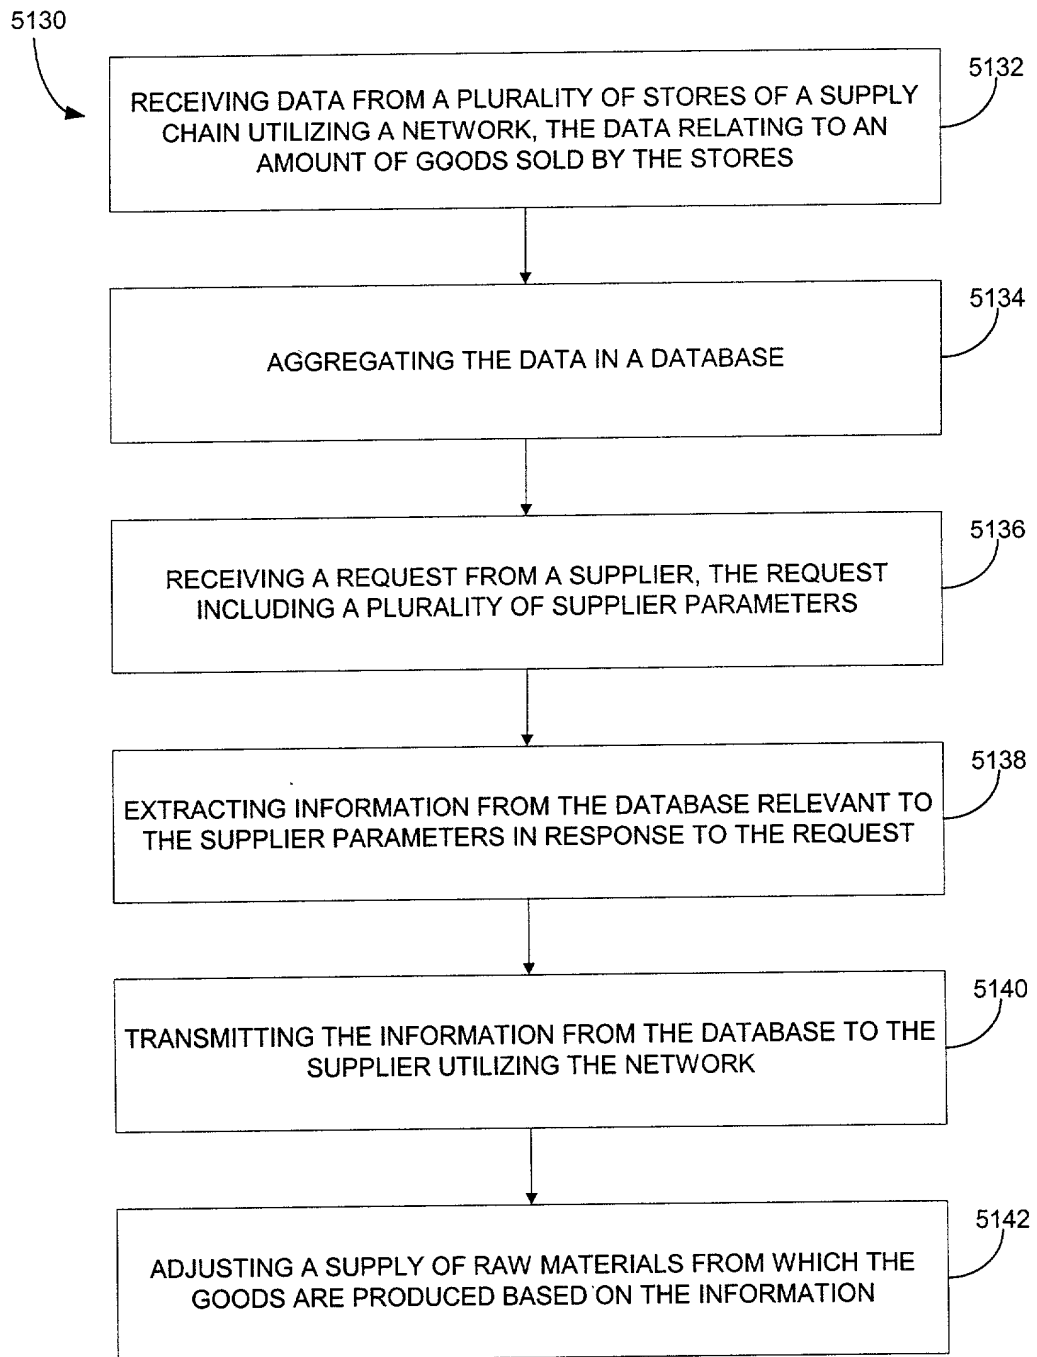 5130
5132
RECEIVING DATA FROM A PLURALITY OF STORES OF A SUPPLY
CHAIN UTILIZING A NETWORK, THE DATA RELATING TO AN
AMOUNT OF GOODS SOLD BY THE STORES
5134
AGGREGATING THE DATA IN A DATABASE
5136
RECEIVING A REQUEST FROM A SUPPLIER, THE REQUEST
INCLUDING A PLURALITY OF SUPPLIER PARAMETERS
5138
EXTRACTING INFORMATION FROM THE DATABASE RELEVANT TO
THE SUPPLIER PARAMETERS IN RESPONSE TO THE REQUEST
5140
TRANSMITTING THE INFORMATION FROM THE DATABASE TO THE
SUPPLIER UTILIZING THE NETWORK
5142
ADJUSTING A SUPPLY OF RAW MATERIALS FROM WHICH THE
GOODS ARE PRODUCED BASED ON THE INFORMATION